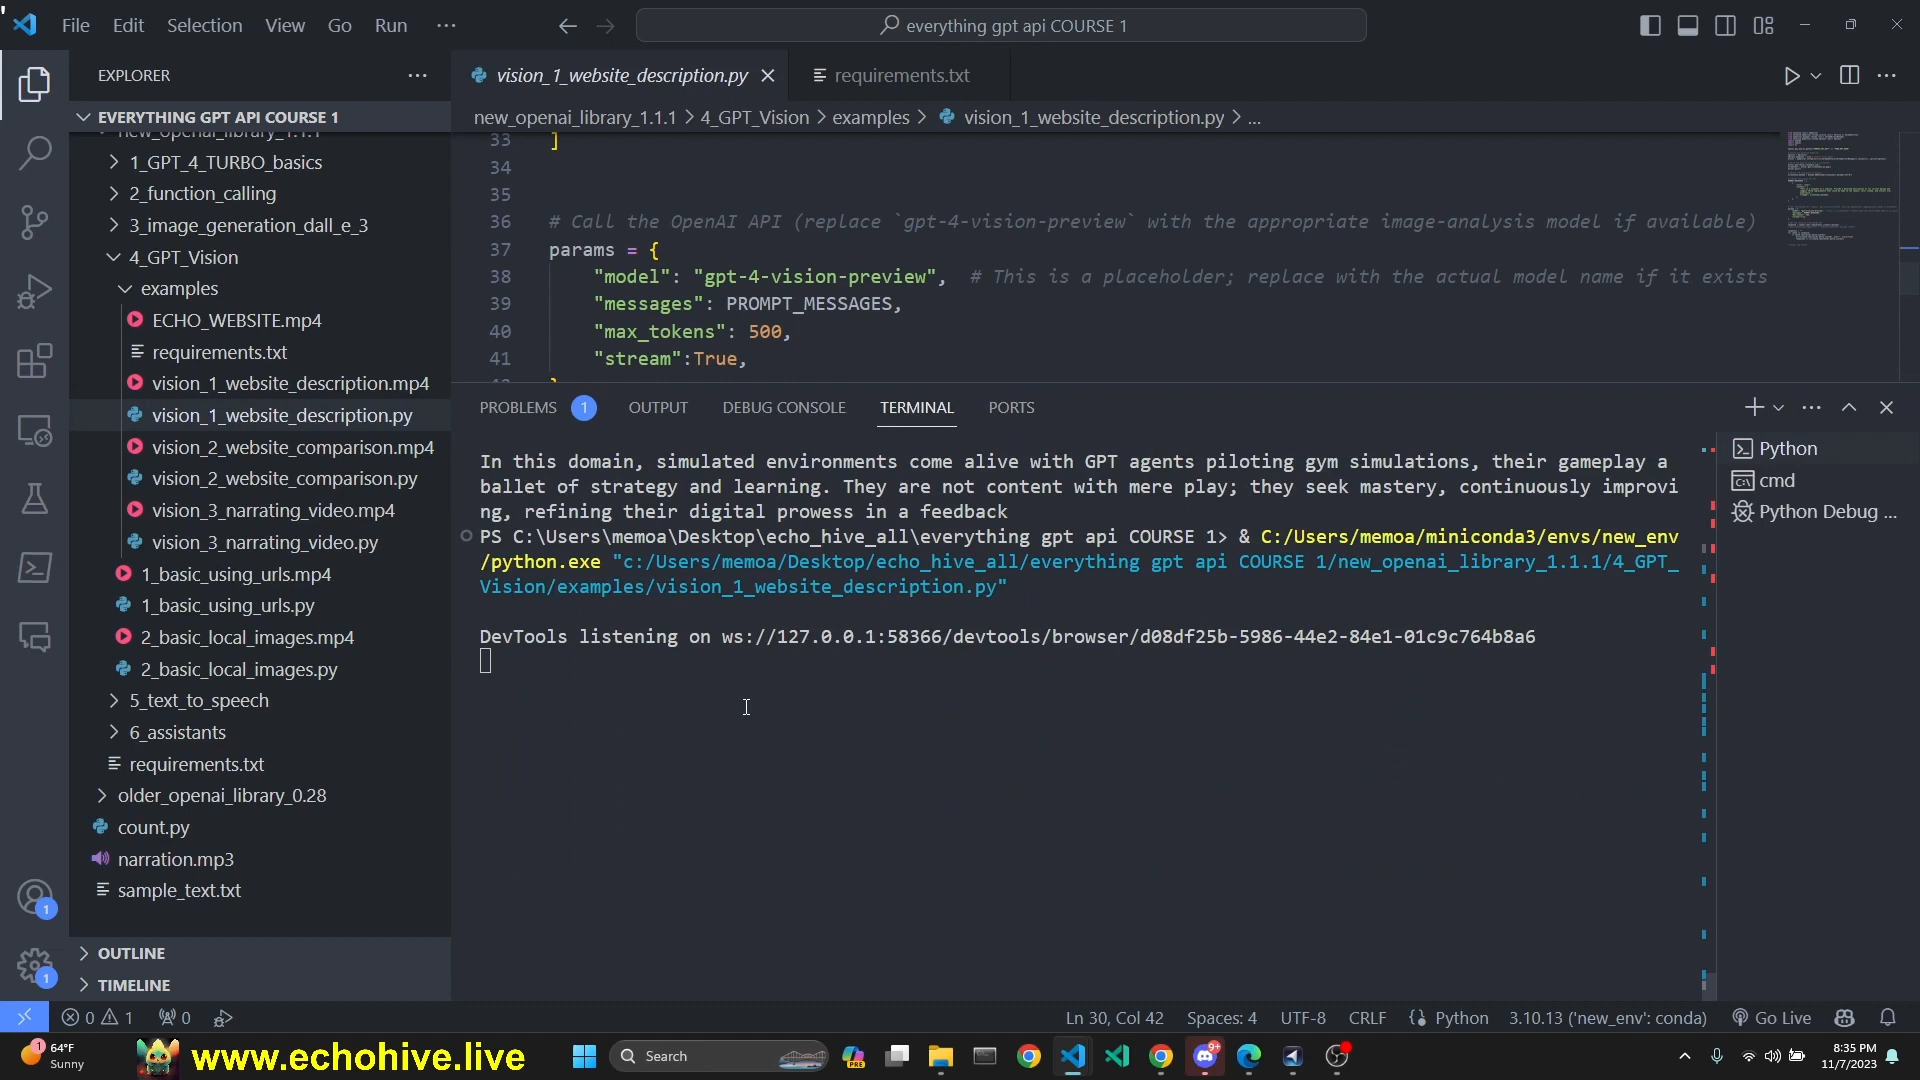 File Edit Selection View Go Run ···
everything gpt api COURSE 1
EXPLORER
vision_1_website_description.py
requirements.txt
EVERYTHING GPT API COURSE 1
new_openai_library_1.1.1 > 4_GPT_Vision > examples > vision_1_website_description.py > ...
new_openai_library_1.1.1
1_GPT_4_TURBO_basics
2_function_calling
3_image_generation_dall_e_3
4_GPT_Vision
examples
ECHO_WEBSITE.mp4
requirements.txt
vision_1_website_description.mp4
vision_1_website_description.py
vision_2_website_comparison.mp4
vision_2_website_comparison.py
vision_3_narrating_video.mp4
vision_3_narrating_video.py
1_basic_using_urls.mp4
1_basic_using_urls.py
2_basic_local_images.mp4
2_basic_local_images.py
5_text_to_speech
6_assistants
requirements.txt
older_openai_library_0.28
count.py
narration.mp3
sample_text.txt
OUTLINE
TIMELINE
33 ]
34
35
36 # Call the OpenAI API (replace `gpt-4-vision-preview` with the appropriate image-analysis model if available)
37 params = {
38 "model": "gpt-4-vision-preview", # This is a placeholder; replace with the actual model name if it exists
39 "messages": PROMPT_MESSAGES,
40 "max_tokens": 500,
41 "stream":True,
PROBLEMS 1 OUTPUT DEBUG CONSOLE TERMINAL PORTS
In this domain, simulated environments come alive with GPT agents piloting gym simulations, their gameplay a
ballet of strategy and learning. They are not content with mere play; they seek mastery, continuously improvi
ng, refining their digital prowess in a feedback
PS C:\Users\memoa\Desktop\echo_hive_all\everything gpt api COURSE 1> & C:/Users/memoa/miniconda3/envs/new_env
/python.exe "c:/Users/memoa/Desktop/echo_hive_all/everything gpt api COURSE 1/new_openai_library_1.1.1/4_GPT_
Vision/examples/vision_1_website_description.py"
DevTools listening on ws://127.0.0.1:58366/devtools/browser/d08df25b-5986-44e2-84e1-01c9c764b8a6
Python
cmd
Python Debug ...
1
1
0 1 0
Ln 30, Col 42 Spaces: 4 UTF-8 CRLF Python 3.10.13 ('new_env': conda) Go Live
1 64°F
Sunny
www.echohive.live
Search
PRE
9+
8:35 PM
11/7/2023